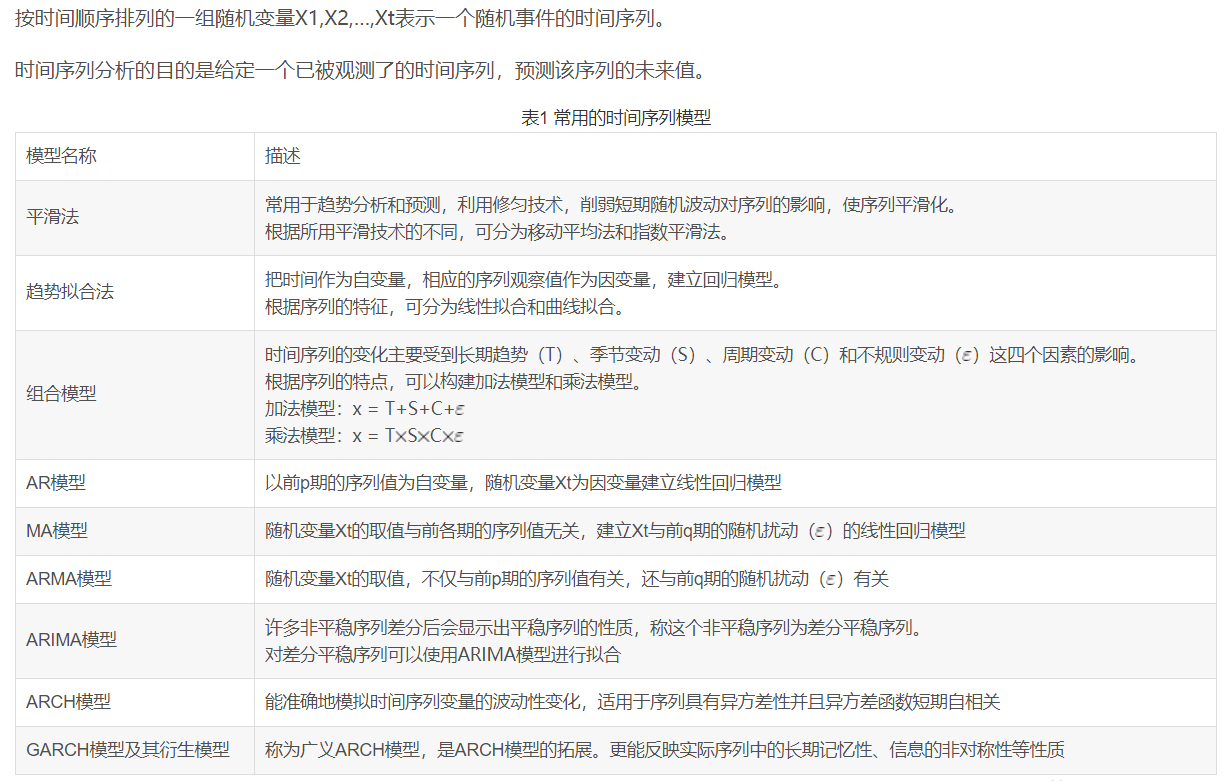 按时间顺序排列的一组随机变量X1,X2,...,Xt表示一个随机事件的时间序列。
时间序列分析的目的是给定一个已被观测了的时间序列，预测该序列的未来值。
表1 常用的时间序列模型
模型名称 描述
平滑法
常用于趋势分析和预测，利用修匀技术，削弱短期随机波动对序列的影响，使序列平滑化。
根据所用平滑技术的不同，可分为移动平均法和指数平滑法。
趋势拟合法
把时间作为自变量，相应的序列观察值作为因变量，建立回归模型。
根据序列的特征，可分为线性拟合和曲线拟合。
组合模型
时间序列的变化主要受到长期趋势（T）、季节变动（S）、周期变动（C）和不规则变动（ε）这四个因素的影响。
根据序列的特点，可以构建加法模型和乘法模型。
加法模型：x = T+S+C+ε
乘法模型：x = T×S×C×ε
AR模型 以前p期的序列值为自变量，随机变量Xt为因变量建立线性回归模型
MA模型 随机变量Xt的取值与前各期的序列值无关，建立Xt与前q期的随机扰动（ε）的线性回归模型
ARMA模型 随机变量Xt的取值，不仅与前p期的序列值有关，还与前q期的随机扰动（ε）有关
ARIMA模型
许多非平稳序列差分后会显示出平稳序列的性质，称这个非平稳序列为差分平稳序列。
对差分平稳序列可以使用ARIMA模型进行拟合
ARCH模型 能准确地模拟时间序列变量的波动性变化，适用于序列具有异方差性并且异方差函数短期自相关
GARCH模型及其衍生模型 称为广义ARCH模型，是ARCH模型的拓展。更能反映实际序列中的长期记忆性、信息的非对称性等性质